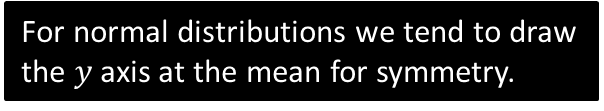 For normal distributions we tend to draw
the y axis at the mean for symmetry.